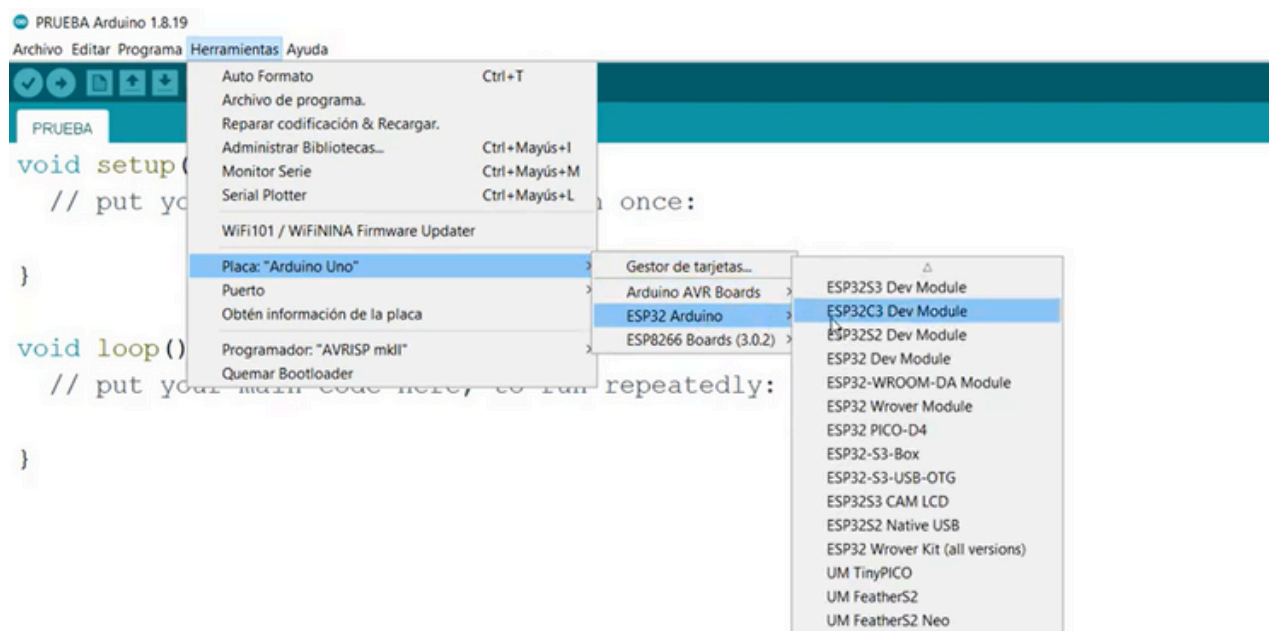 PRUEBA Arduino 1.8.19
Archivo Editar Programa Herramientas Ayuda
PRUEBA
Auto Formato Ctrl+T
Archivo de programa.
Reparar codificación & Recargar.
Administrar Bibliotecas... Ctrl+Mayús+I
Monitor Serie Ctrl+Mayús+M
Serial Plotter Ctrl+Mayús+L
WiFi101 / WiFiNINA Firmware Updater
Placa: "Arduino Uno"
Puerto
Obtén información de la placa
Programador: "AVRISP mkII"
Quemar Bootloader
Gestor de tarjetas...
Arduino AVR Boards
ESP32 Arduino
ESP8266 Boards (3.0.2)
ESP32S3 Dev Module
ESP32C3 Dev Module
ESP32S2 Dev Module
ESP32 Dev Module
ESP32-WROOM-DA Module
ESP32 Wrover Module
ESP32 PICO-D4
ESP32-S3-Box
ESP32-S3-USB-OTG
ESP32S3 CAM LCD
ESP32S2 Native USB
ESP32 Wrover Kit (all versions)
UM TinyPICO
UM FeatherS2
UM FeatherS2 Neo
void setup(
// put yo once:
}
void loop()
// put your main code here, to run repeatedly:
}